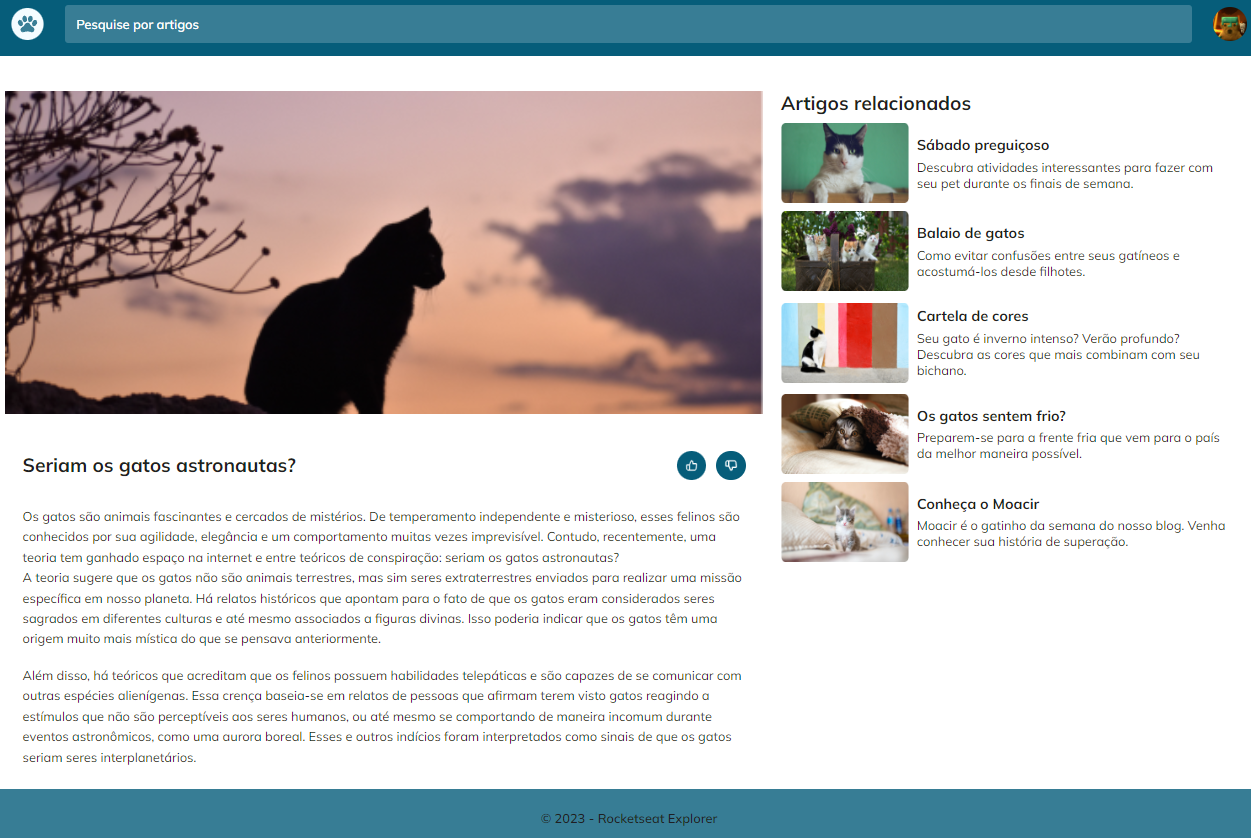 Pesquise por artigos
Seriam os gatos astronautas?
Os gatos são animais fascinantes e cercados de mistérios. De temperamento independente e misterioso, esses felinos são
conhecidos por sua agilidade, elegância e um comportamento muitas vezes imprevisível. Contudo, recentemente, uma
teoria tem ganhado espaço na internet e entre teóricos de conspiração: seriam os gatos astronautas?
A teoria sugere que os gatos não são animais terrestres, mas sim seres extraterrestres enviados para realizar uma missão
específica em nosso planeta. Há relatos históricos que apontam para o fato de que os gatos eram considerados seres
sagrados em diferentes culturas e até mesmo associados a figuras divinas. Isso poderia indicar que os gatos têm uma
origem muito mais mística do que se pensava anteriormente.
Além disso, há teóricos que acreditam que os felinos possuem habilidades telepáticas e são capazes de se comunicar com
outras espécies alienígenas. Essa crença baseia-se em relatos de pessoas que afirmam terem visto gatos reagindo a
estímulos que não são perceptíveis aos seres humanos, ou até mesmo se comportando de maneira incomum durante
eventos astronômicos, como uma aurora boreal. Esses e outros indícios foram interpretados como sinais de que os gatos
seriam seres interplanetários.
Artigos relacionados
Sábado preguiçoso
Descubra atividades interessantes para fazer com
seu pet durante os finais de semana.
Balaio de gatos
Como evitar confusões entre seus gatíneos e
acostumá-los desde filhotes.
Cartela de cores
Seu gato é inverno intenso? Verão profundo?
Descubra as cores que mais combinam com seu
bichano.
Os gatos sentem frio?
Preparem-se para a frente fria que vem para o país
da melhor maneira possível.
Conheça o Moacir
Moacir é o gatinho da semana do nosso blog. Venha
conhecer sua história de superação.
© 2023 - Rocketseat Explorer